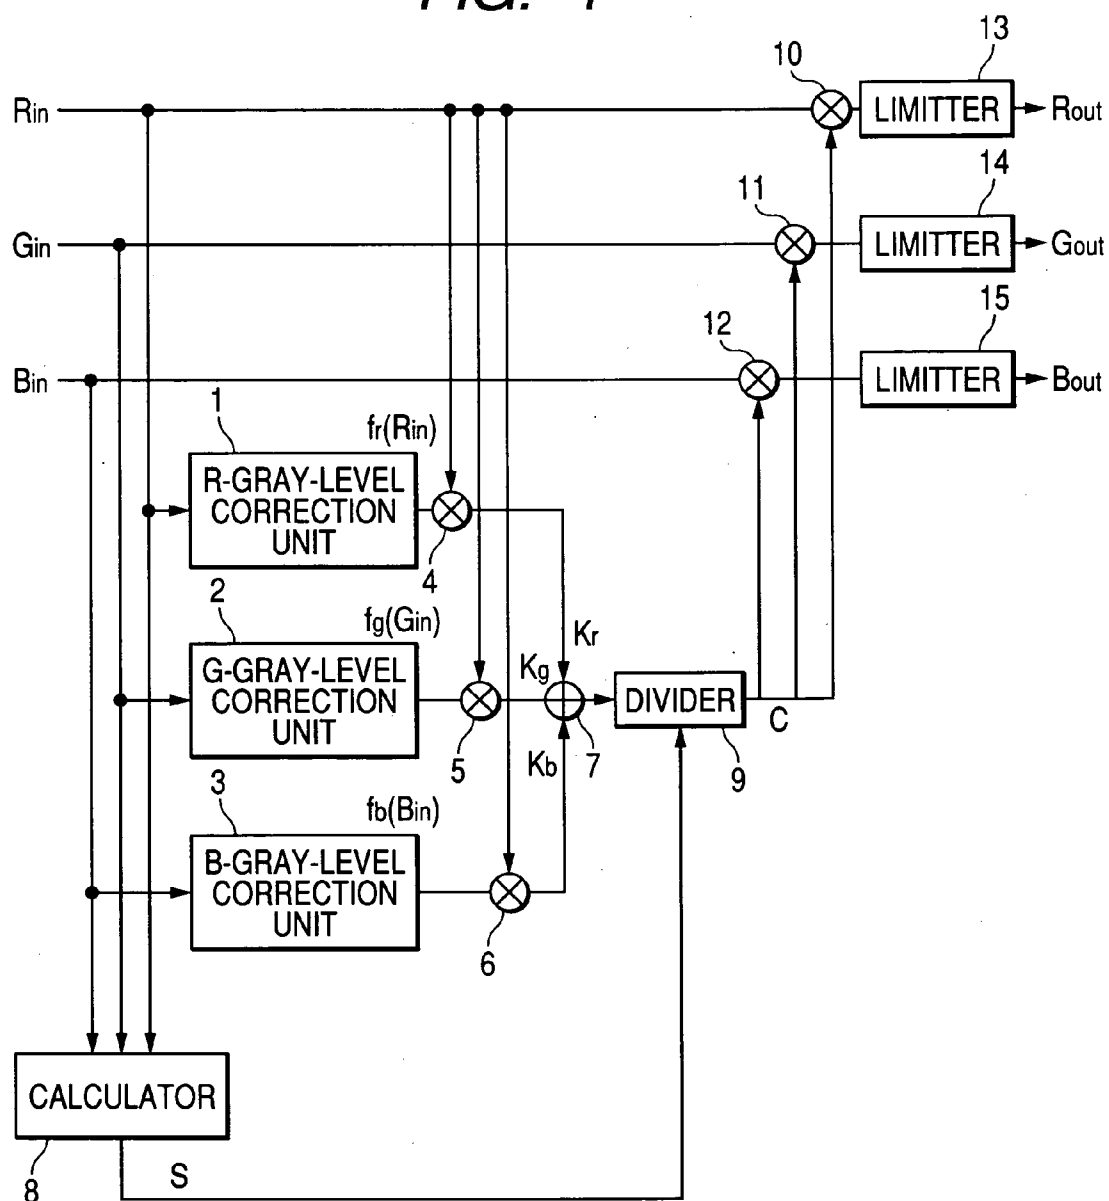 10
13
Rin
LIMITTER
Rout
11
14
Gin
LIMITTER
Gout
12
15
Bin
LIMITTER
Bout
1
fr(Rin)
R-GRAY-LEVEL
CORRECTION
UNIT
4
2
fg(Gin)
Kr
G-GRAY-LEVEL
CORRECTION
UNIT
Kg
DIVIDER
C
5
7
9
Kb
3
fb(Bin)
B-GRAY-LEVEL
CORRECTION
UNIT
6
CALCULATOR
8
S